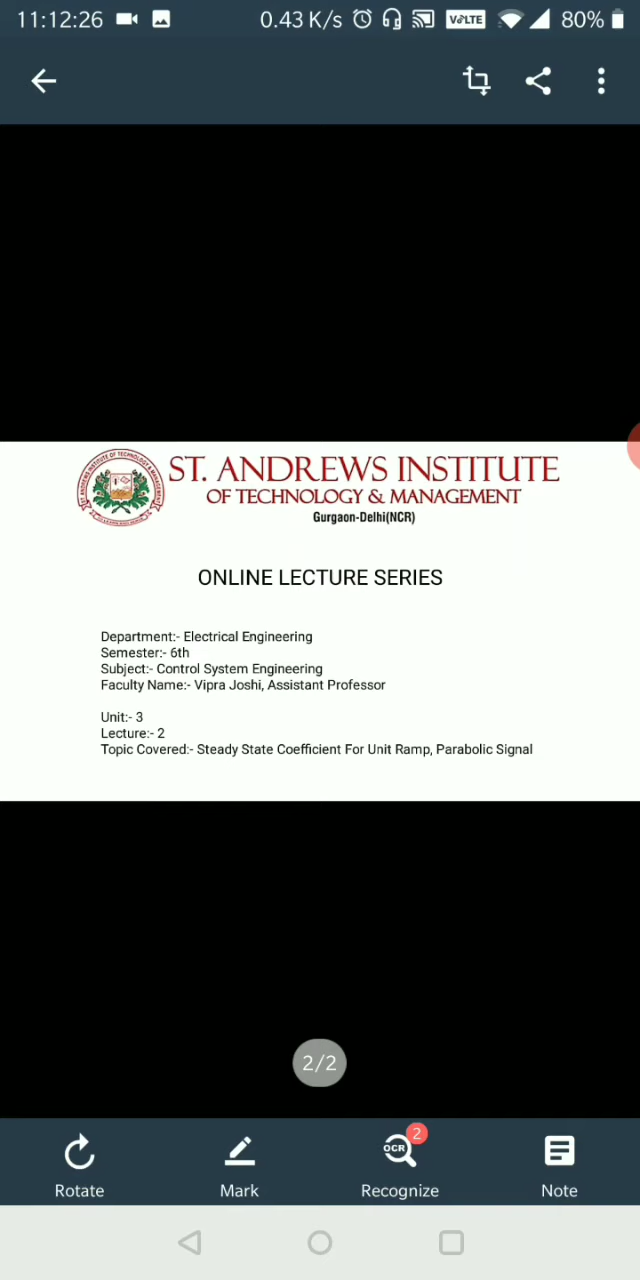 11:12:26 0.43 K/s VoLTE 80%
ST. ANDREWS INSTITUTE
OF TECHNOLOGY & MANAGEMENT
Gurgaon-Delhi(NCR)
ONLINE LECTURE SERIES
Department:- Electrical Engineering
Semester:- 6th
Subject:- Control System Engineering
Faculty Name:- Vipra Joshi, Assistant Professor
Unit:- 3
Lecture:- 2
Topic Covered:- Steady State Coefficient For Unit Ramp, Parabolic Signal
2/2
OCR 2
Rotate Mark Recognize Note